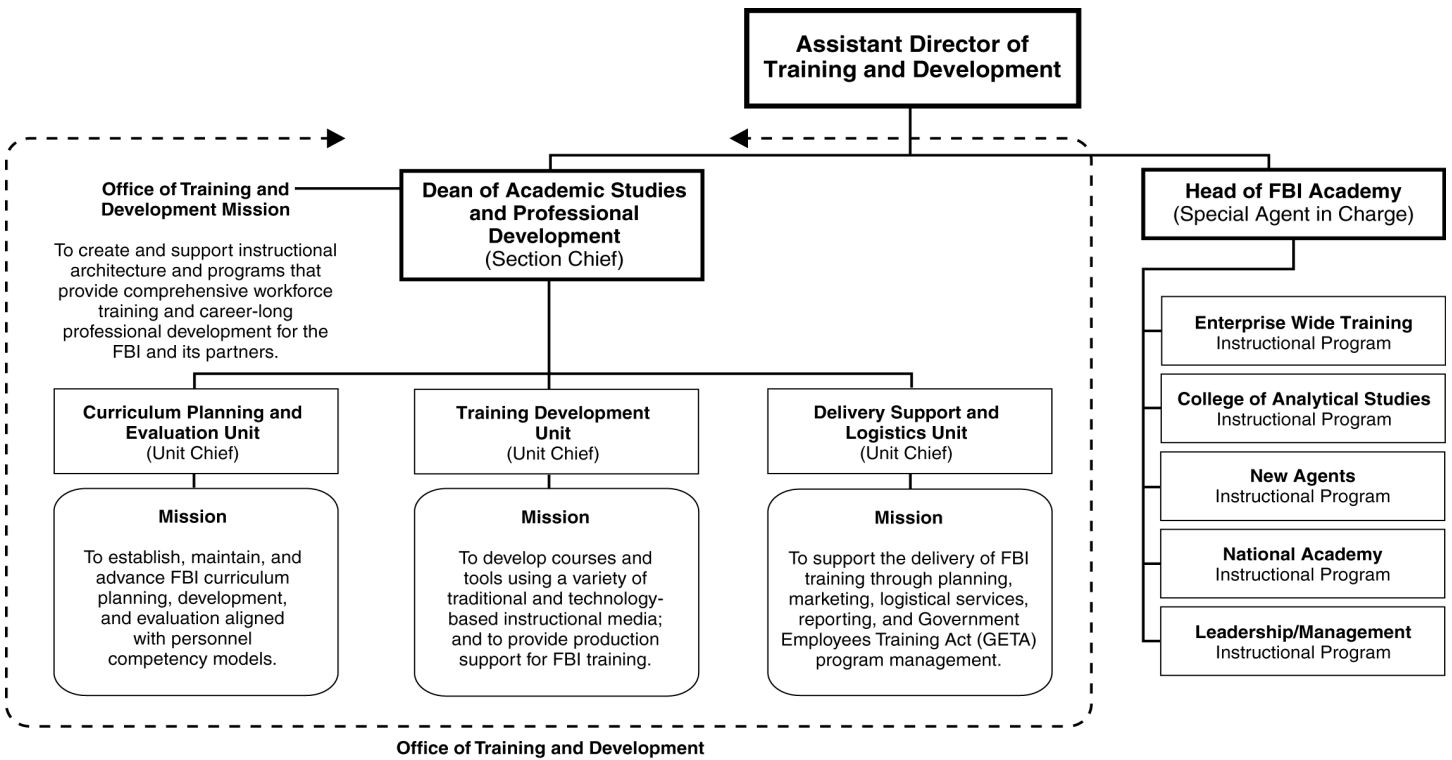 Assistant Director of
Training and Development
Office of Training and
Development Mission
To create and support instructional
architecture and programs that
provide comprehensive workforce
training and career-long
professional development for the
FBI and its partners.
Dean of Academic Studies
and Professional
Development
(Section Chief)
Head of FBI Academy
(Special Agent in Charge)
Curriculum Planning and
Evaluation Unit
(Unit Chief)
Mission
To establish, maintain, and
advance FBI curriculum
planning, development,
and evaluation aligned
with personnel
competency models.
Training Development
Unit
(Unit Chief)
Mission
To develop courses and
tools using a variety of
traditional and technology-
based instructional media;
and to provide production
support for FBI training.
Delivery Support and
Logistics Unit
(Unit Chief)
Mission
To support the delivery of FBI
training through planning,
marketing, logistical services,
reporting, and Government
Employees Training Act (GETA)
program management.
Enterprise Wide Training
Instructional Program
College of Analytical Studies
Instructional Program
New Agents
Instructional Program
National Academy
Instructional Program
Leadership/Management
Instructional Program
Office of Training and Development